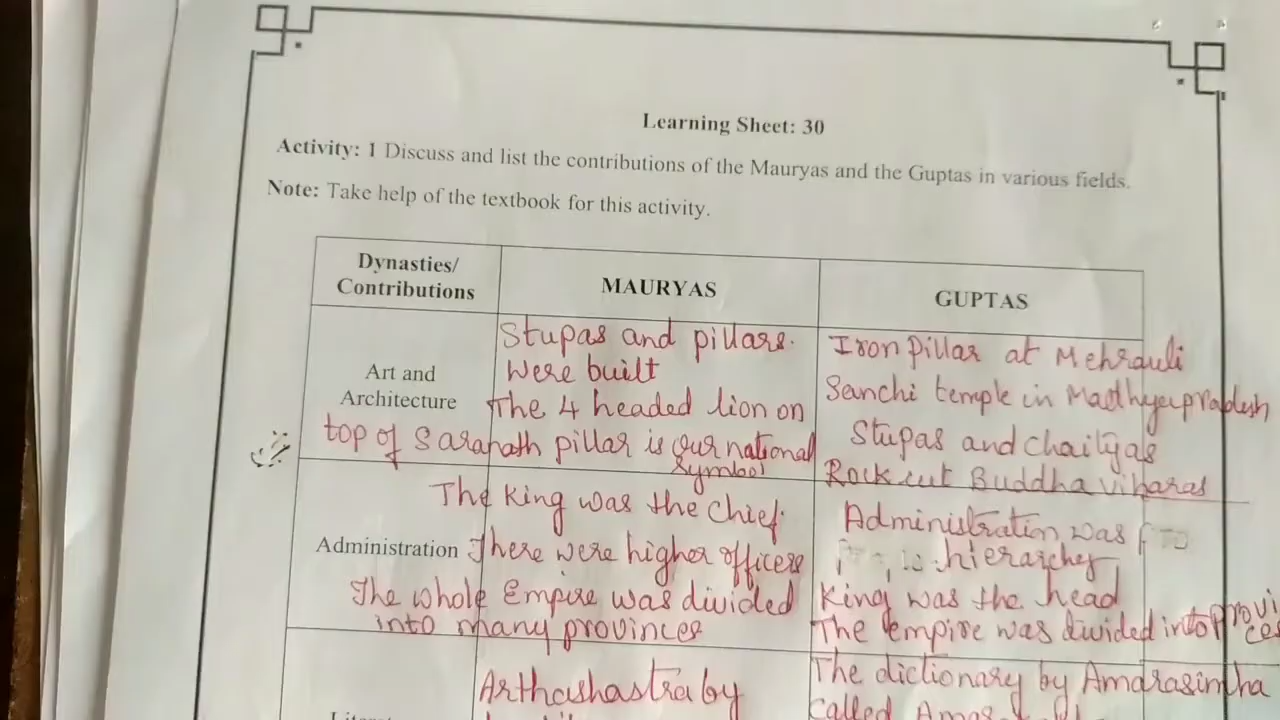 Learning Sheet: 30
Activity: 1 Discuss and list the contributions of the Mauryas and the Guptas in various fields.
Note: Take help of the textbook for this activity.
Dynasties/
Contributions
MAURYAS
GUPTAS
Art and
Architecture
Stupas and pillars.
were built
The 4 headed lion on
top of Saranath pillar is our national
symbol
Iron pillar at Mehrauli
Sanchi temple in Madhyapradesh
Stupas and chaityas
Rock cut Buddha viharas
Administration
The King was the chief.
There were higher officers
The whole Empire was divided
into many provinces
Administration was
hierarchy
King was the head
The empire was divided into provi
ces
Arthashastra by
The dictionary by Amarasimha
called